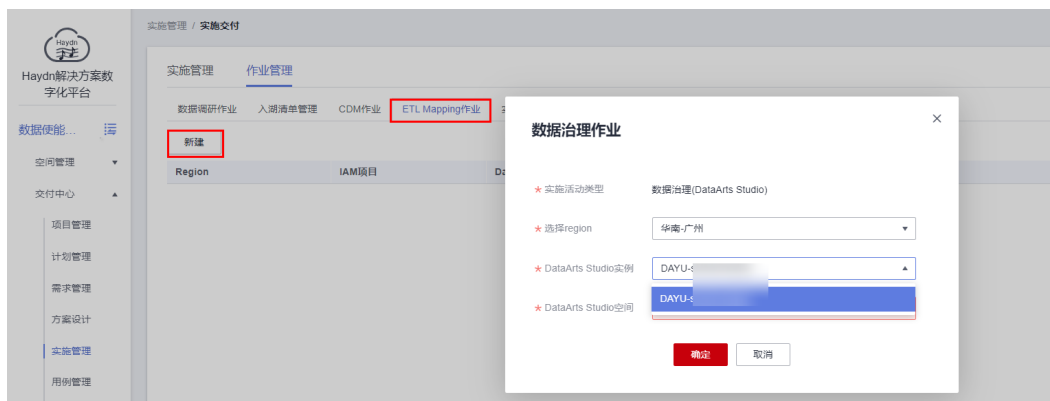 实施管理 / 实施交付
Haydn
Haydn解决方案数
字化平台
数据使能...
空间管理
交付中心
项目管理
计划管理
需求管理
方案设计
实施管理
用例管理
实施管理 作业管理
数据调研作业 入湖清单管理 CDM作业 ETL Mapping作业
新建
Region IAM项目 Da
数据治理作业
* 实施活动类型 数据治理(DataArts Studio)
* 选择region 华南-广州
* DataArts Studio实例 DAYU-s
DAYU-s
* DataArts Studio空间
确定 取消